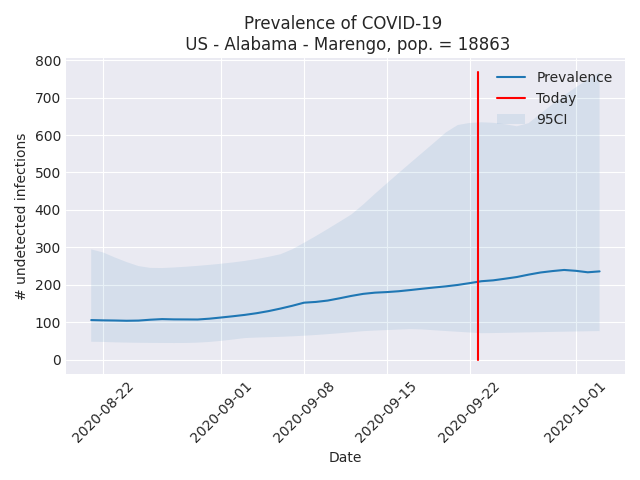 Prevalence of COVID-19
US - Alabama - Marengo, pop. = 18863
800
700
600
500
400
300
200
100
0
# undetected infections
Prevalence
Today
95CI
2020-08-22
2020-09-01
2020-09-08
2020-09-15
2020-09-22
2020-10-01
Date